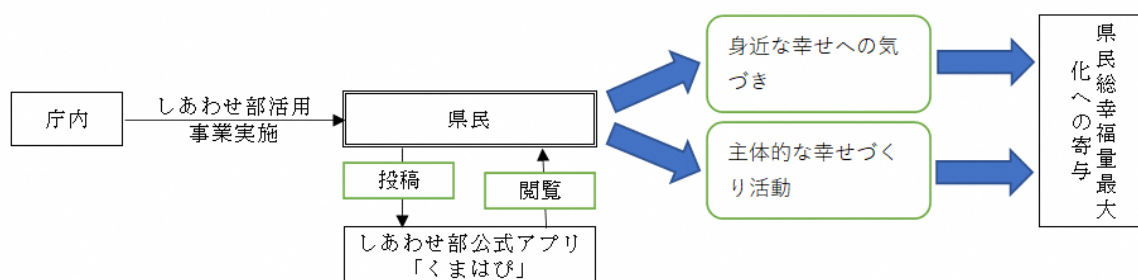 庁内
しあわせ部活用
事業実施
県民
投稿
閲覧
しあわせ部公式アプリ
「くまはぴ」
身近な幸せへの気
づき
主体的な幸せづく
り活動
県民総幸福量最大
化への寄与